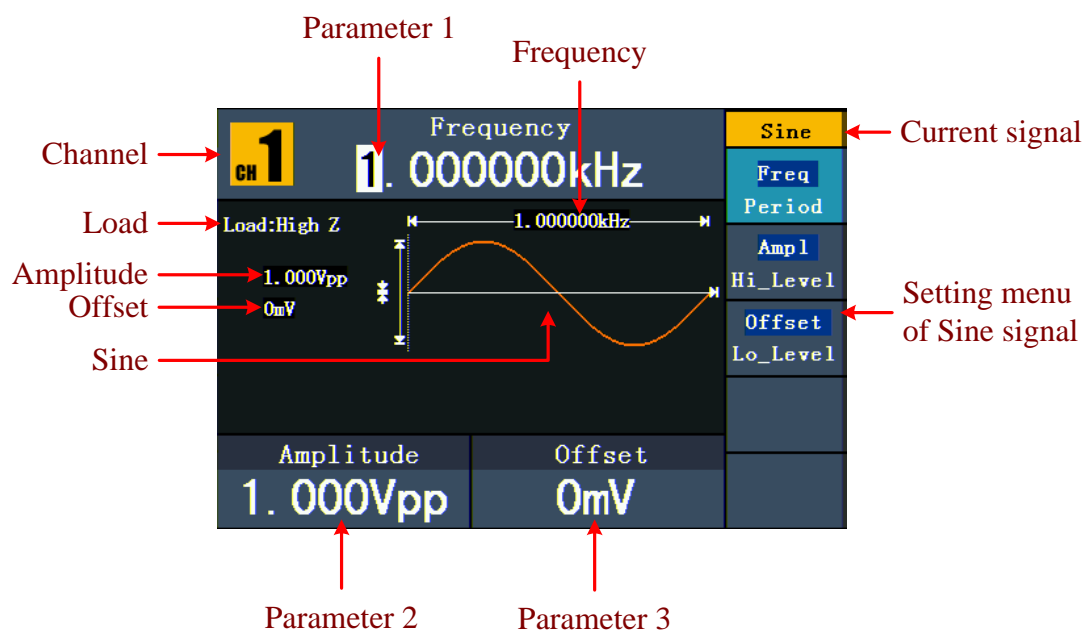 Parameter 1
Frequency
Channel
CH 1
Frequency
1.000000kHz
Sine
Current signal
Freq
Period
Load
Load:High Z
1.000000kHz
Ampl
Hi_Level
Amplitude
1.000Vpp
Offset
0mV
Offset
Lo_Level
Setting menu
of Sine signal
Sine
Amplitude
1.000Vpp
Offset
0mV
Parameter 2
Parameter 3